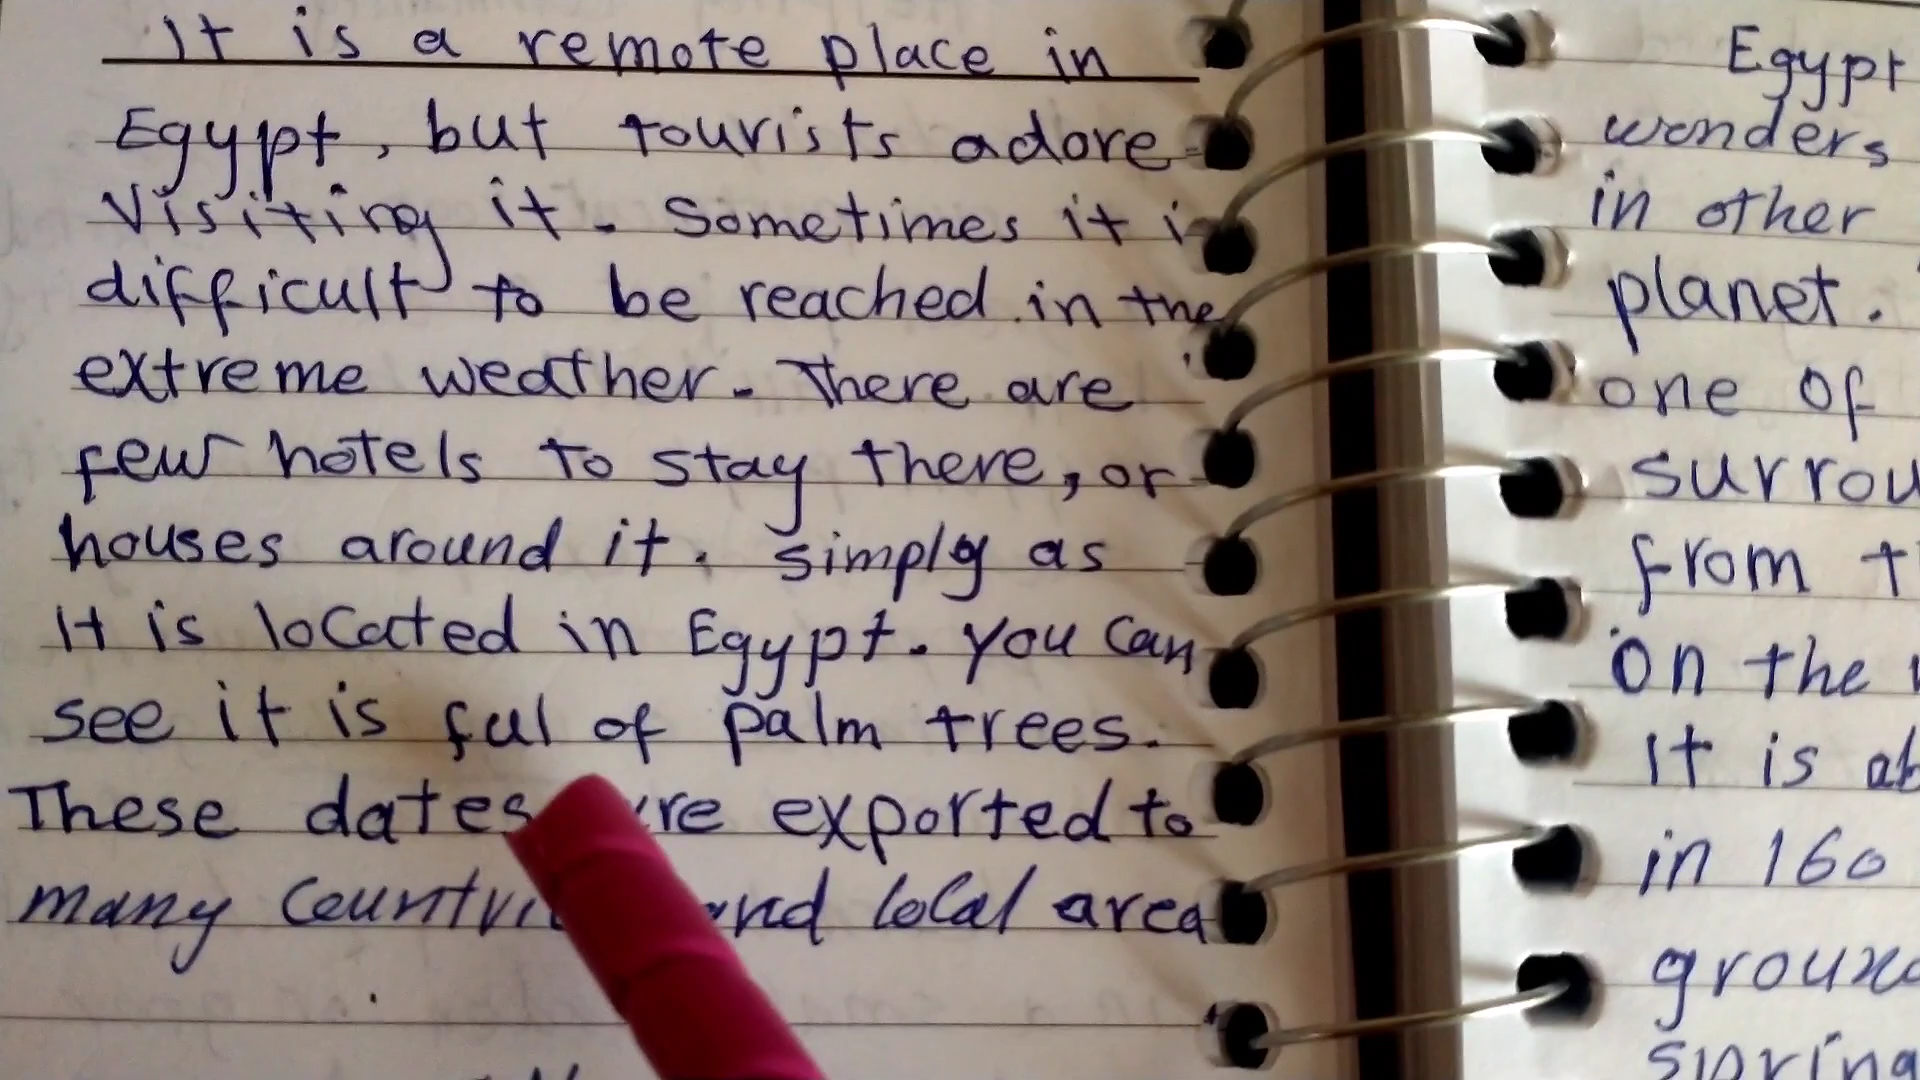 It is a remote place in
Egypt, but tourists adore
Visiting it. Sometimes it
difficult to be reached in the
extreme weather. There are
few hotels to stay there, or
houses around it. Simply as
It is located in Egypt. You Can
see it is ful of palm trees.
These dates are exported to
many and local area
Egypt
wonders
in other
planet.
one of
surrou
from
on the
It is ab
in 160
ground
spring